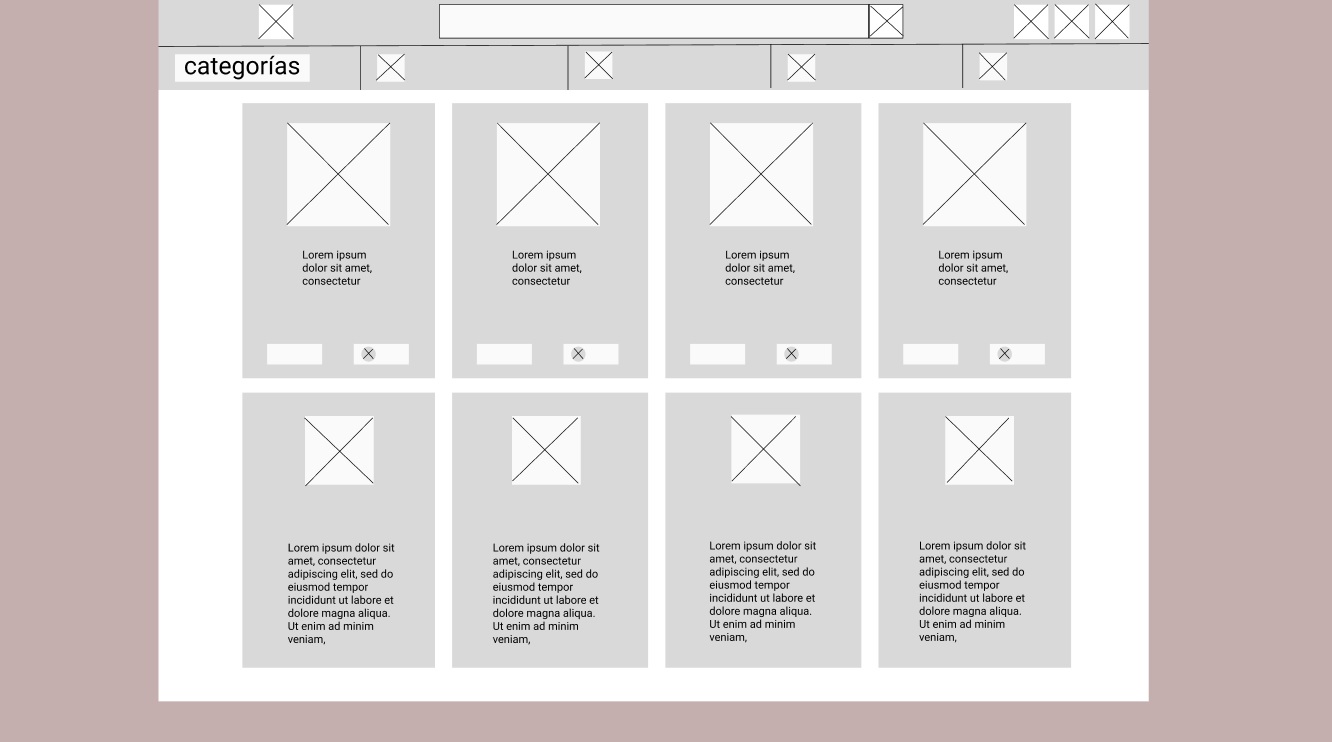 categorías
Lorem ipsum
dolor sit amet,
consectetur
Lorem ipsum
dolor sit amet,
consectetur
Lorem ipsum
dolor sit amet,
consectetur
Lorem ipsum
dolor sit amet,
consectetur
Lorem ipsum dolor sit
amet, consectetur
adipiscing elit, sed do
eiusmod tempor
incididunt ut labore et
dolore magna aliqua.
Ut enim ad minim
veniam,
Lorem ipsum dolor sit
amet, consectetur
adipiscing elit, sed do
eiusmod tempor
incididunt ut labore et
dolore magna aliqua.
Ut enim ad minim
veniam,
Lorem ipsum dolor sit
amet, consectetur
adipiscing elit, sed do
eiusmod tempor
incididunt ut labore et
dolore magna aliqua.
Ut enim ad minim
veniam,
Lorem ipsum dolor sit
amet, consectetur
adipiscing elit, sed do
eiusmod tempor
incididunt ut labore et
dolore magna aliqua.
Ut enim ad minim
veniam,